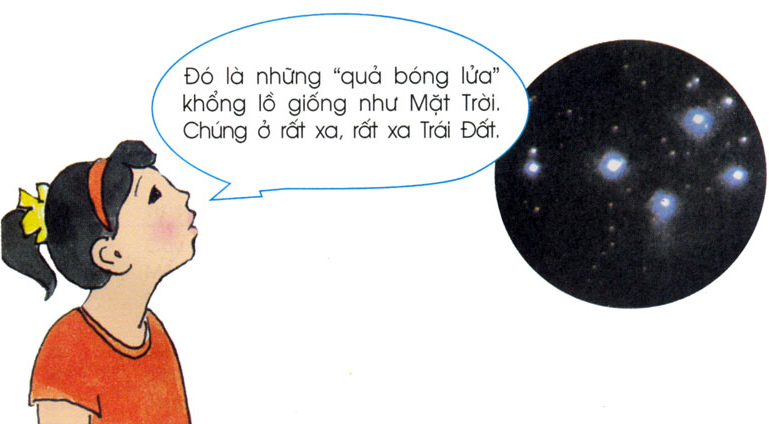 Đó là những “quả bóng lửa”
khổng lồ giống như Mặt Trời.
Chúng ở rất xa, rất xa Trái Đất.